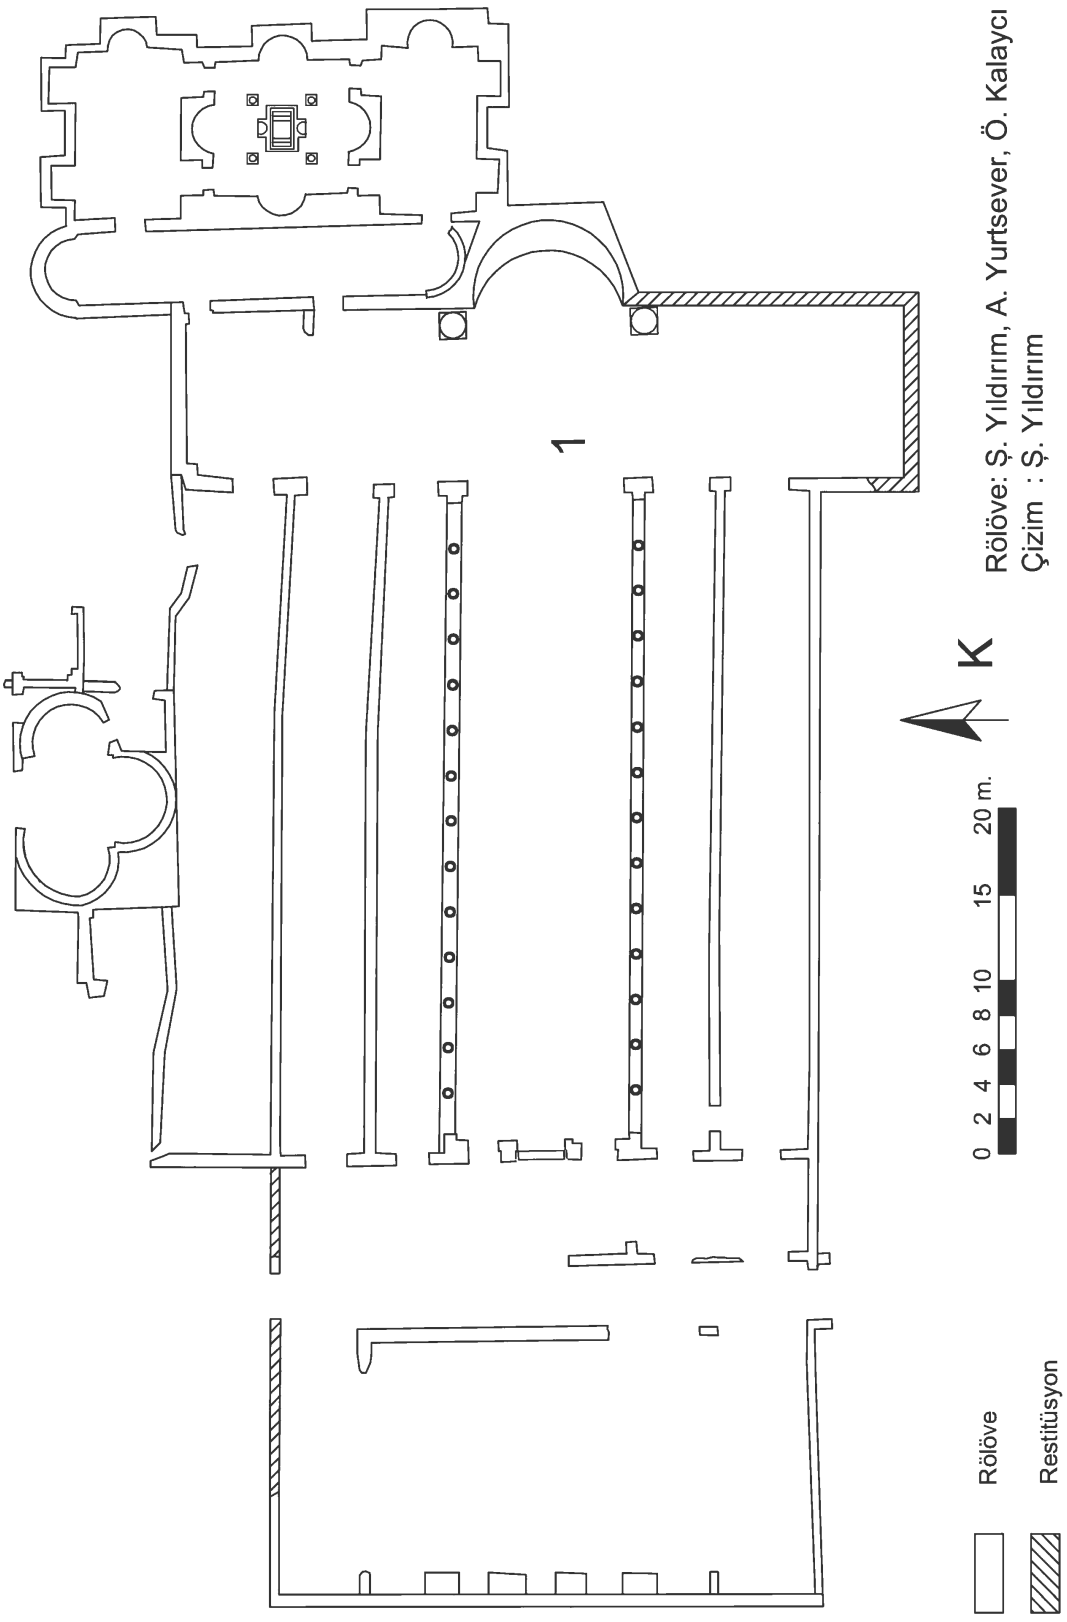 1
Rölöve: Ş. Yıldırım, A. Yurtsever, Ö. Kalaycı
Çizim : Ş. Yıldırım
K
0 2 4 6 8 10 15 20 m.
Rölöve
Restitüsyon